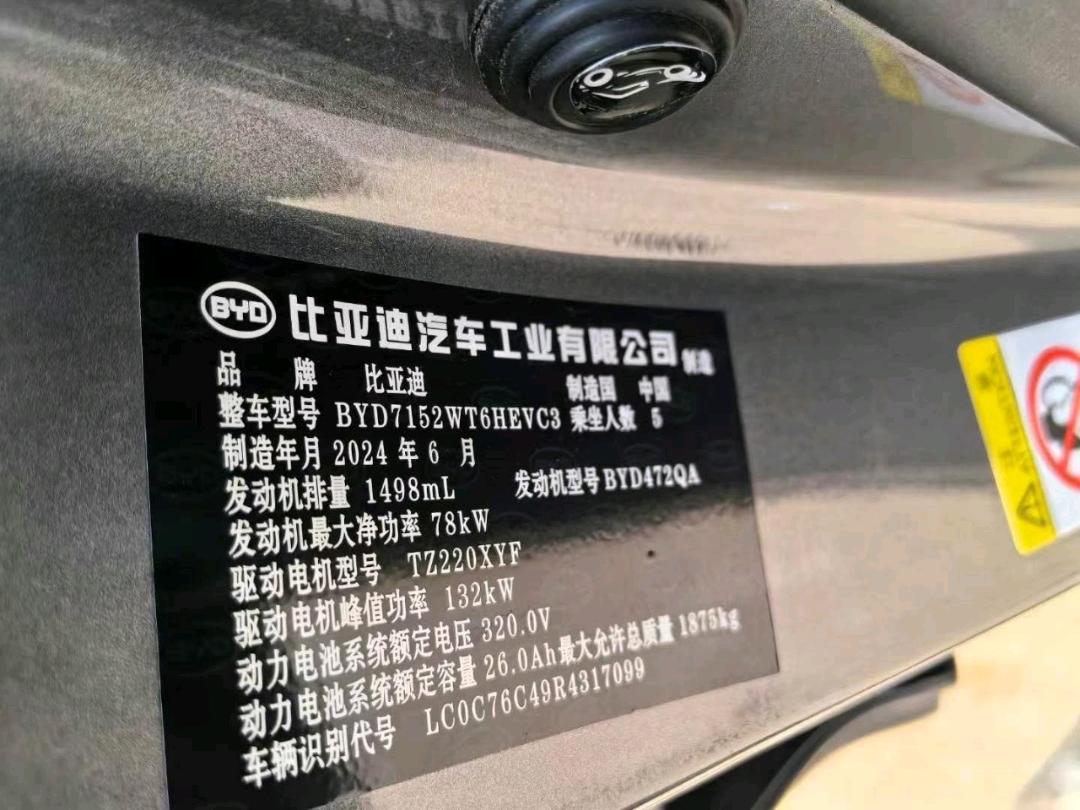 BYD 比亚迪汽车工业有限公司 制造
品 牌 比亚迪 制造国 中国
整车型号 BYD7152WT6HEVC3 乘坐人数 5
制造年月 2024 年 6 月
发动机排量 1498mL 发动机型号 BYD472QA
发动机最大净功率 78kW
驱动电机型号 TZ220XYF
驱动电机峰值功率 132kW
动力电池系统额定电压 320.0V
动力电池系统额定容量 26.0Ah 最大允许总质量 1875kg
车辆识别代号 LC0C76C49R4317099